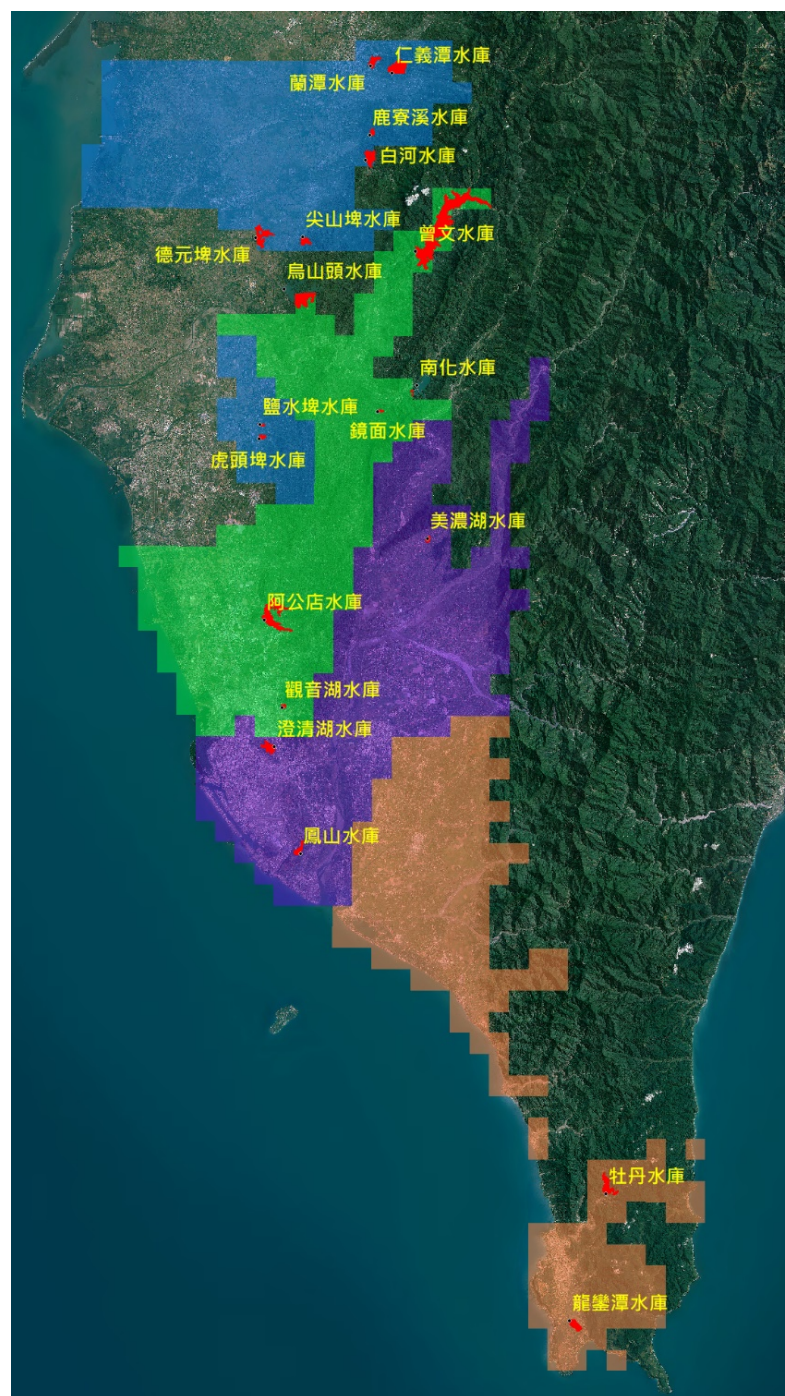 仁義潭水庫
蘭潭水庫
鹿寮溪水庫
白河水庫
尖山埤水庫
曾文水庫
德元埤水庫
烏山頭水庫
南化水庫
鹽水埤水庫
鏡面水庫
虎頭埤水庫
美濃湖水庫
阿公店水庫
觀音湖水庫
澄清湖水庫
鳳山水庫
牡丹水庫
龍鑾潭水庫